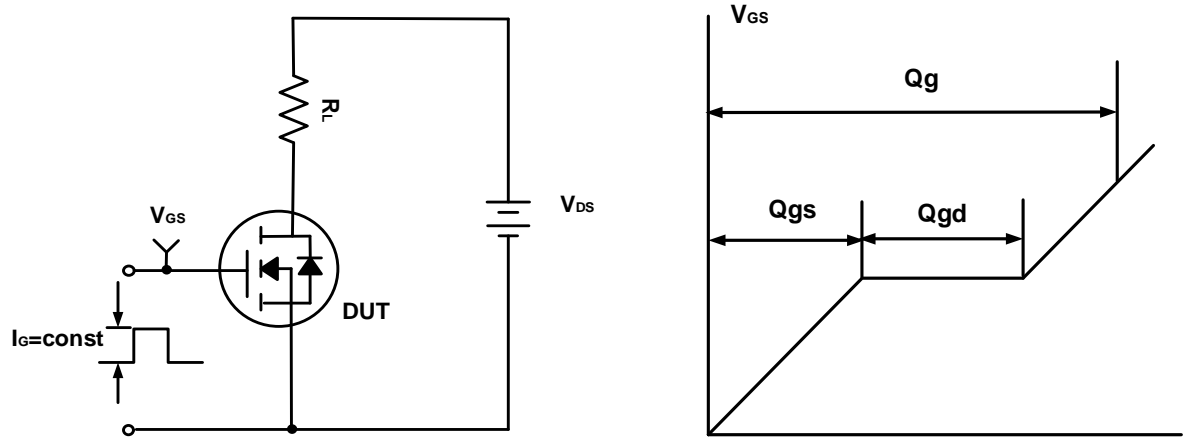 RL
VGS
VDS
DUT
IG=const
VGS
Qg
Qgs
Qgd